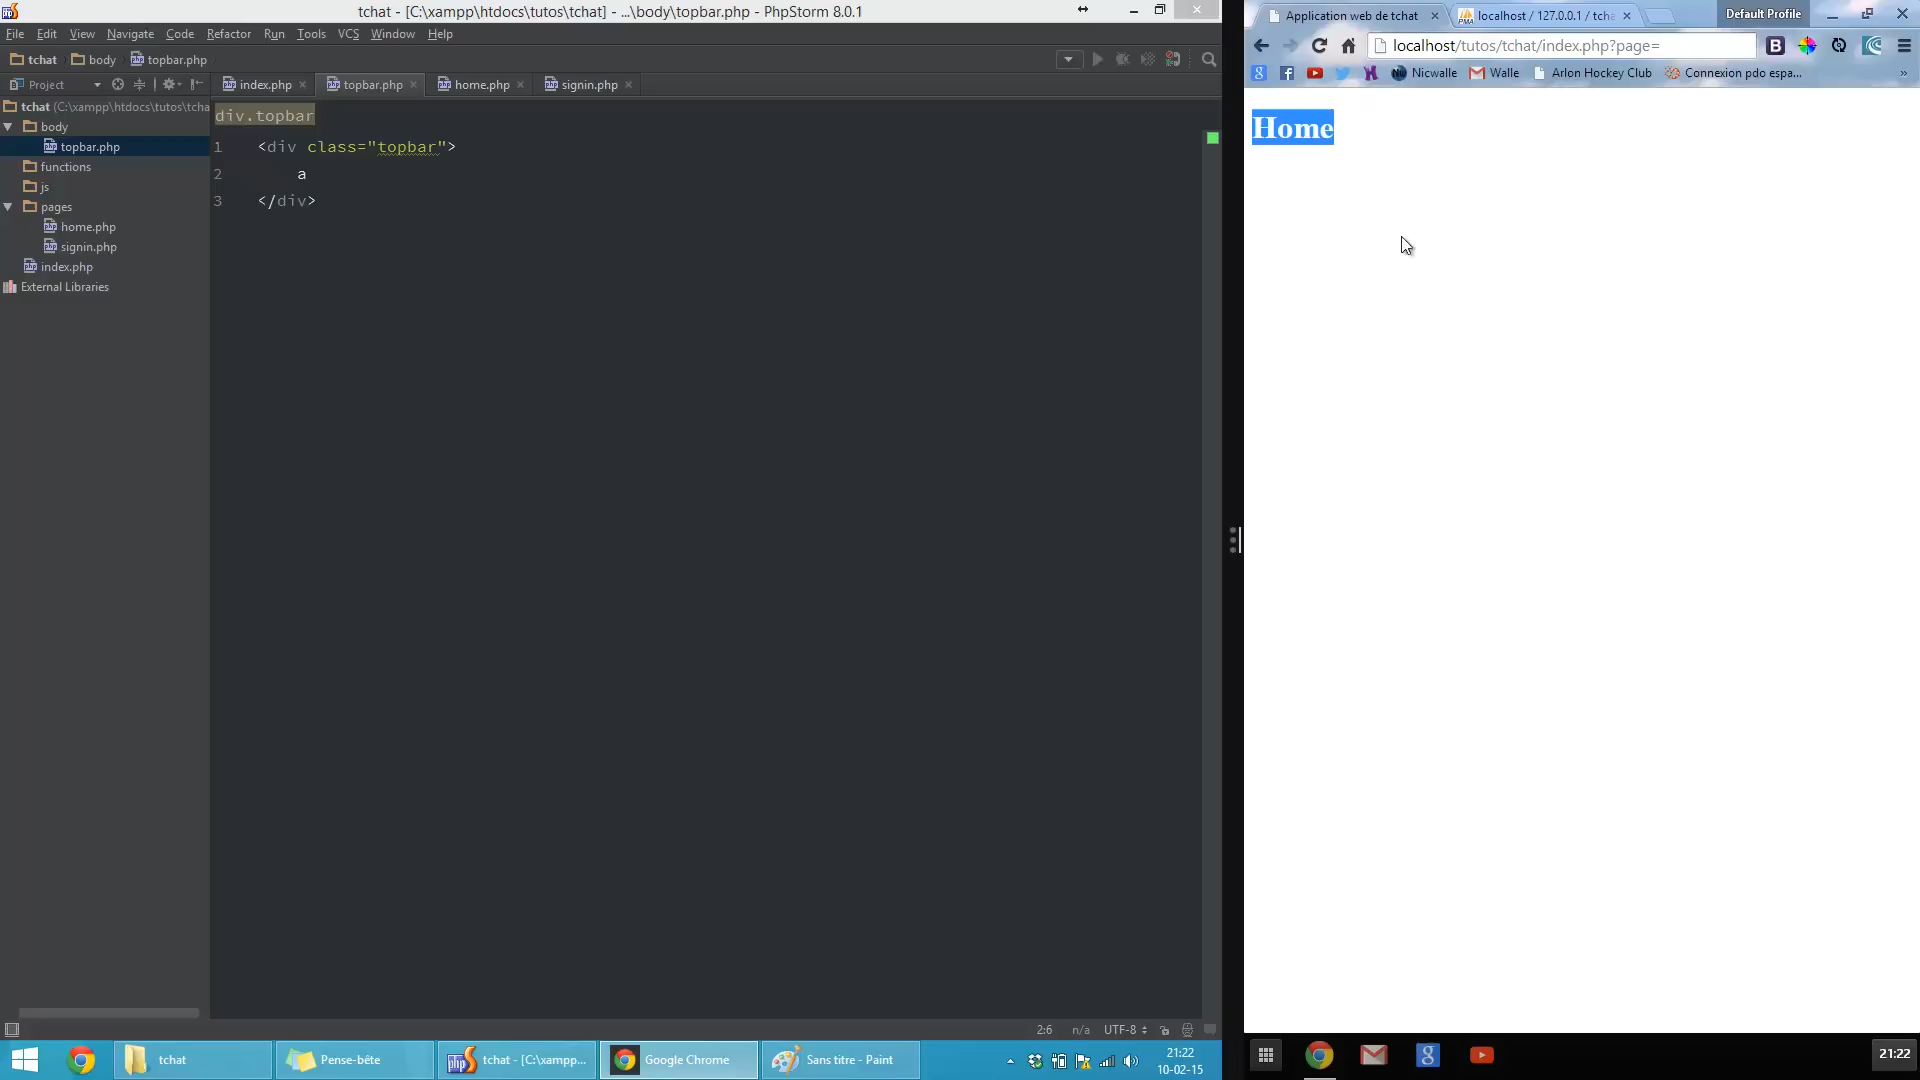 tchat - [C:\xampp\htdocs\tutos\tchat] - ...\body\topbar.php - PhpStorm 8.0.1
File Edit View Navigate Code Refactor Run Tools VCS Window Help
tchat body topbar.php
Project
index.php topbar.php home.php signin.php
tchat (C:\xampp\htdocs\tutos\tcha
body
topbar.php
functions
js
pages
home.php
signin.php
index.php
External Libraries
div.topbar
1 <div class="topbar">
2 a
3 </div>
2:6 n/a UTF-8
tchat Pense-bête tchat - [C:\xampp... Google Chrome Sans titre - Paint
21:22
10-02-15
Application web de tchat localhost / 127.0.0.1 / tcha Default Profile
localhost/tutos/tchat/index.php?page=
Nicwalle Walle Arlon Hockey Club Connexion pdo espa... »
Home
21:22